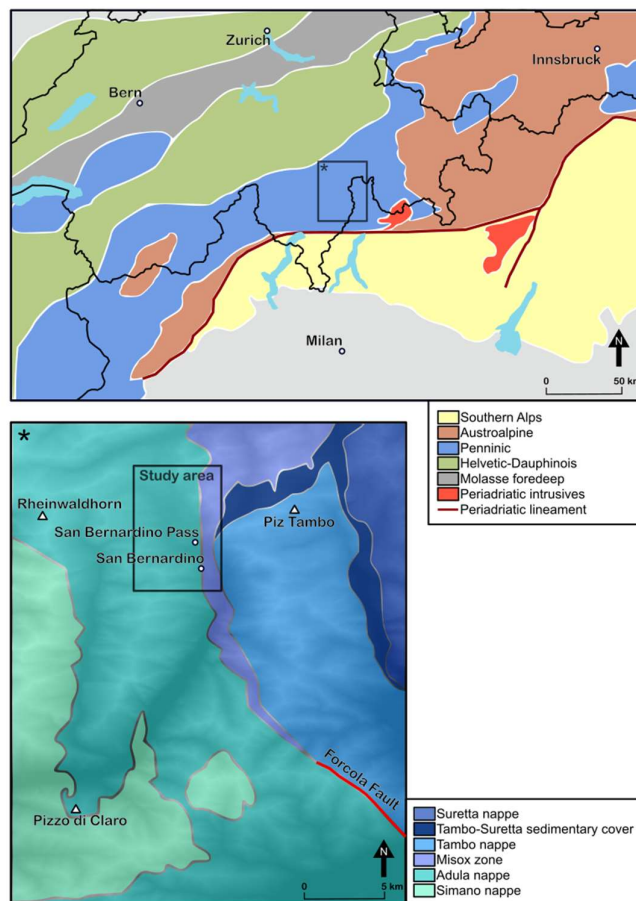 Zurich
Innsbruck
Bern
*
Milan
N
0 50 km
Southern Alps
Austroalpine
Penninic
Helvetic-Dauphinois
Molasse foredeep
Periadriatic intrusives
Periadriatic lineament
*
Study area
Rheinwaldhorn
San Bernardino Pass
Piz Tambo
San Bernardino
Forcola Fault
Pizzo di Claro
N
0 5 km
Suretta nappe
Tambo-Suretta sedimentary cover
Tambo nappe
Misox zone
Adula nappe
Simano nappe